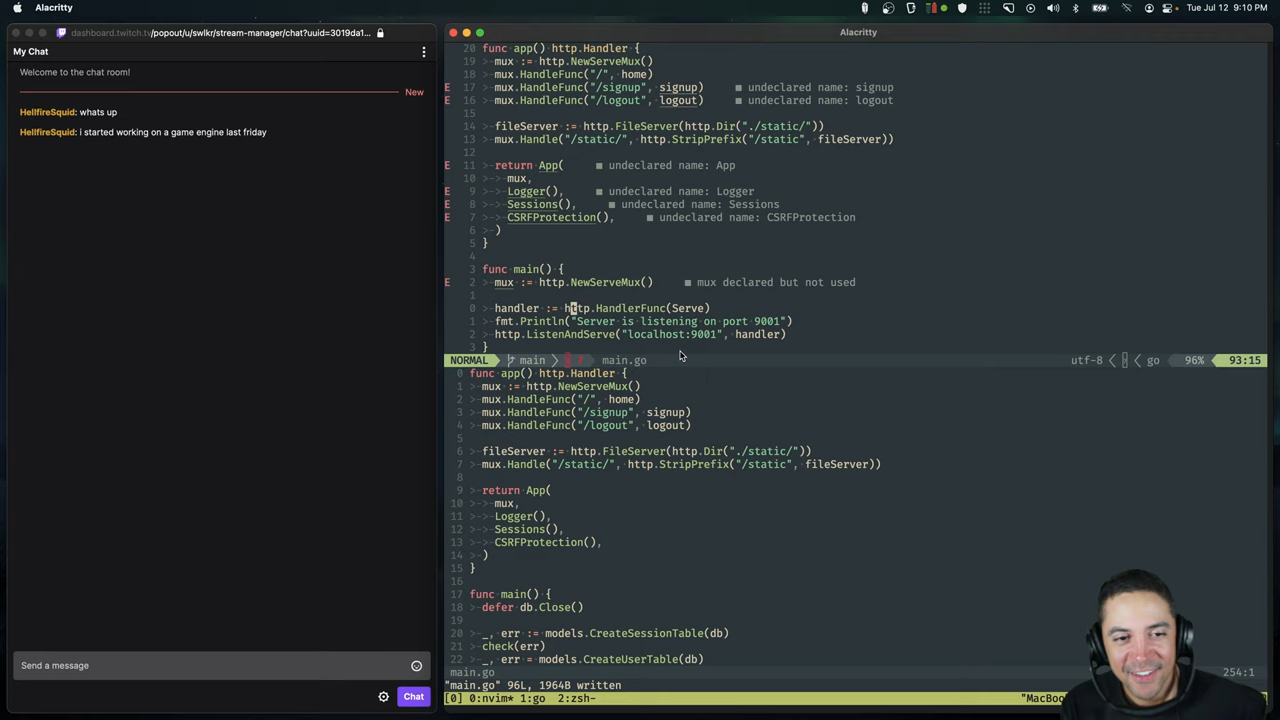 Alacritty
Tue Jul 12 9:10 PM
dashboard.twitch.tv/popout/u/swlkr/stream-manager/chat?uuid=3019da1...
My Chat
Welcome to the chat room!
New
HellfireSquid: whats up
HellfireSquid: i started working on a game engine last friday
Send a message
Chat
Alacritty
20 func app() http.Handler {
19 >-mux := http.NewServeMux()
18 >-mux.HandleFunc("/", home)
E 17 >-mux.HandleFunc("/signup", signup) ■ undeclared name: signup
E 16 >-mux.HandleFunc("/logout", logout) ■ undeclared name: logout
15
14 >-fileServer := http.FileServer(http.Dir("./static/"))
13 >-mux.Handle("/static/", http.StripPrefix("/static", fileServer))
12
E 11 >-return App( ■ undeclared name: App
10 >->-mux,
E 9 >->-Logger(), ■ undeclared name: Logger
E 8 >->-Sessions(), ■ undeclared name: Sessions
E 7 >->-CSRFProtection(), ■ undeclared name: CSRFProtection
6 >-)
5 }
4
3 func main() {
E 2 >-mux := http.NewServeMux() ■ mux declared but not used
1
0 >-handler := http.HandlerFunc(Serve)
1 >-fmt.Println("Server is listening on port 9001")
2 >-http.ListenAndServe("localhost:9001", handler)
3 }
NORMAL main ? main.go utf-8 go 96% 93:15
0 func app() http.Handler {
1 >-mux := http.NewServeMux()
2 >-mux.HandleFunc("/", home)
3 >-mux.HandleFunc("/signup", signup)
4 >-mux.HandleFunc("/logout", logout)
5
6 >-fileServer := http.FileServer(http.Dir("./static/"))
7 >-mux.Handle("/static/", http.StripPrefix("/static", fileServer))
8
9 >-return App(
10 >->-mux,
11 >->-Logger(),
12 >->-Sessions(),
13 >->-CSRFProtection(),
14 >-)
15 }
16
17 func main() {
18 >-defer db.Close()
19
20 >-_, err := models.CreateSessionTable(db)
21 >-check(err)
22 >-_, err = models.CreateUserTable(db)
main.go 254:1
"main.go" 96L, 1964B written
[0] 0:nvim* 1:go 2:zsh- "MacBoo